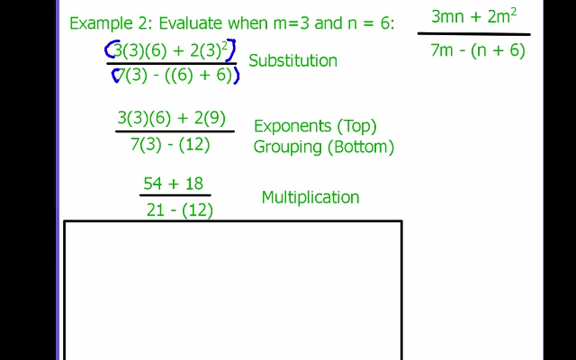 Example 2: Evaluate when m=3 and n = 6:
3mn + 2m²
7m - (n + 6)
(3(3)(6) + 2(3)²)
(7(3) - ((6) + 6))
Substitution
3(3)(6) + 2(9)
7(3) - (12)
Exponents (Top)
Grouping (Bottom)
54 + 18
21 - (12)
Multiplication